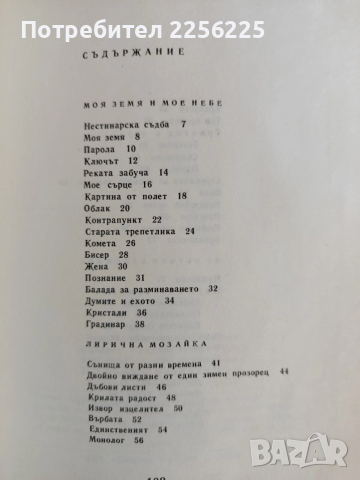 Потребител 2256225
СЪДЪРЖАНИЕ
МОЯ ЗЕМЯ И МОЕ НЕБЕ
Нестинарска съдба 7
Моя земя 8
Парола 10
Ключът 12
Реката забуча 14
Мое сърце 16
Картина от полет 18
Облак 20
Контрапункт 22
Старата трепетлика 24
Комета 26
Бисер 28
Жена 30
Познание 31
Балада за разминаването 32
Думите и ехото 34
Кристали 36
Градинар 38
ЛИРИЧНА МОЗАЙКА
Сънища от разни времена 41
Двойно виждане от един зимен прозорец 44
Дъбови листи 46
Крилата радост 48
Извор изцелител 50
Върбата 52
Единственият 54
Монолог 56
bazar